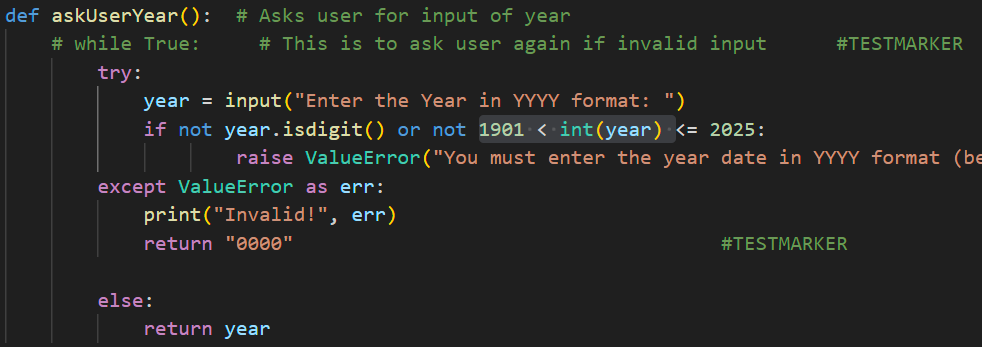 def askUserYear():  # Asks user for input of year
    # while True:     # This is to ask user again if invalid input      #TESTMARKER
        try:
            year = input("Enter the Year in YYYY format: ")
            if not year.isdigit() or not 1901 < int(year) <= 2025:
                    raise ValueError("You must enter the year date in YYYY format (be
        except ValueError as err:
            print("Invalid!", err)
            return "0000"                                     #TESTMARKER
        else:
            return year